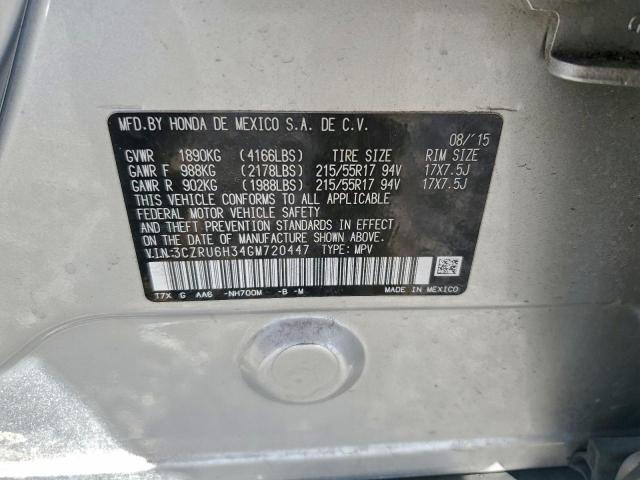 MFD.BY HONDA DE MEXICO S.A. DE C.V.
08/'15
GVWR 1890KG (4166LBS) TIRE SIZE RIM SIZE
GAWR F 988KG (2178LBS) 215/55R17 94V 17X7.5J
GAWR R 902KG (1988LBS) 215/55R17 94V 17X7.5J
THIS VEHICLE CONFORMS TO ALL APPLICABLE
FEDERAL MOTOR VEHICLE SAFETY
AND THEFT PREVENTION STANDARDS IN EFFECT
ON THE DATE OF MANUFACTURE SHOWN ABOVE.
V.I.N:3CZRU6H34GM720447 TYPE: MPV
T7X G AA6 -NH700M -B -M MADE IN MEXICO